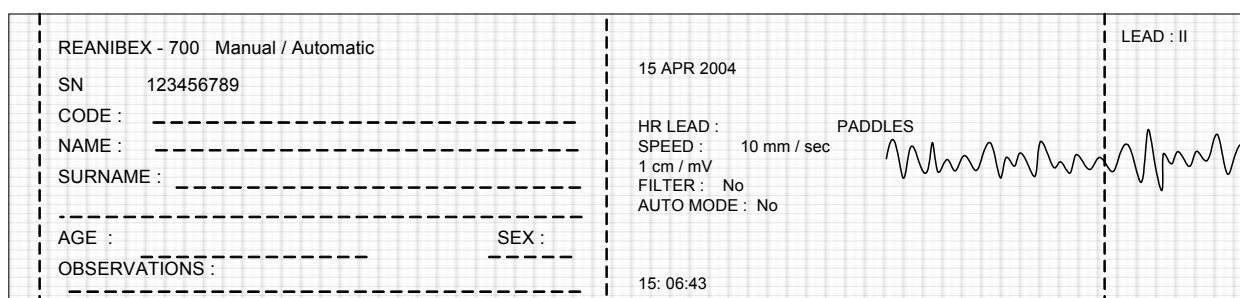 REANIBEX - 700 Manual / Automatic
SN 123456789
CODE :
NAME :
SURNAME :
AGE : SEX :
OBSERVATIONS :
15 APR 2004
HR LEAD : PADDLES
SPEED : 10 mm / sec
1 cm / mV
FILTER : No
AUTO MODE : No
15: 06:43
LEAD : II